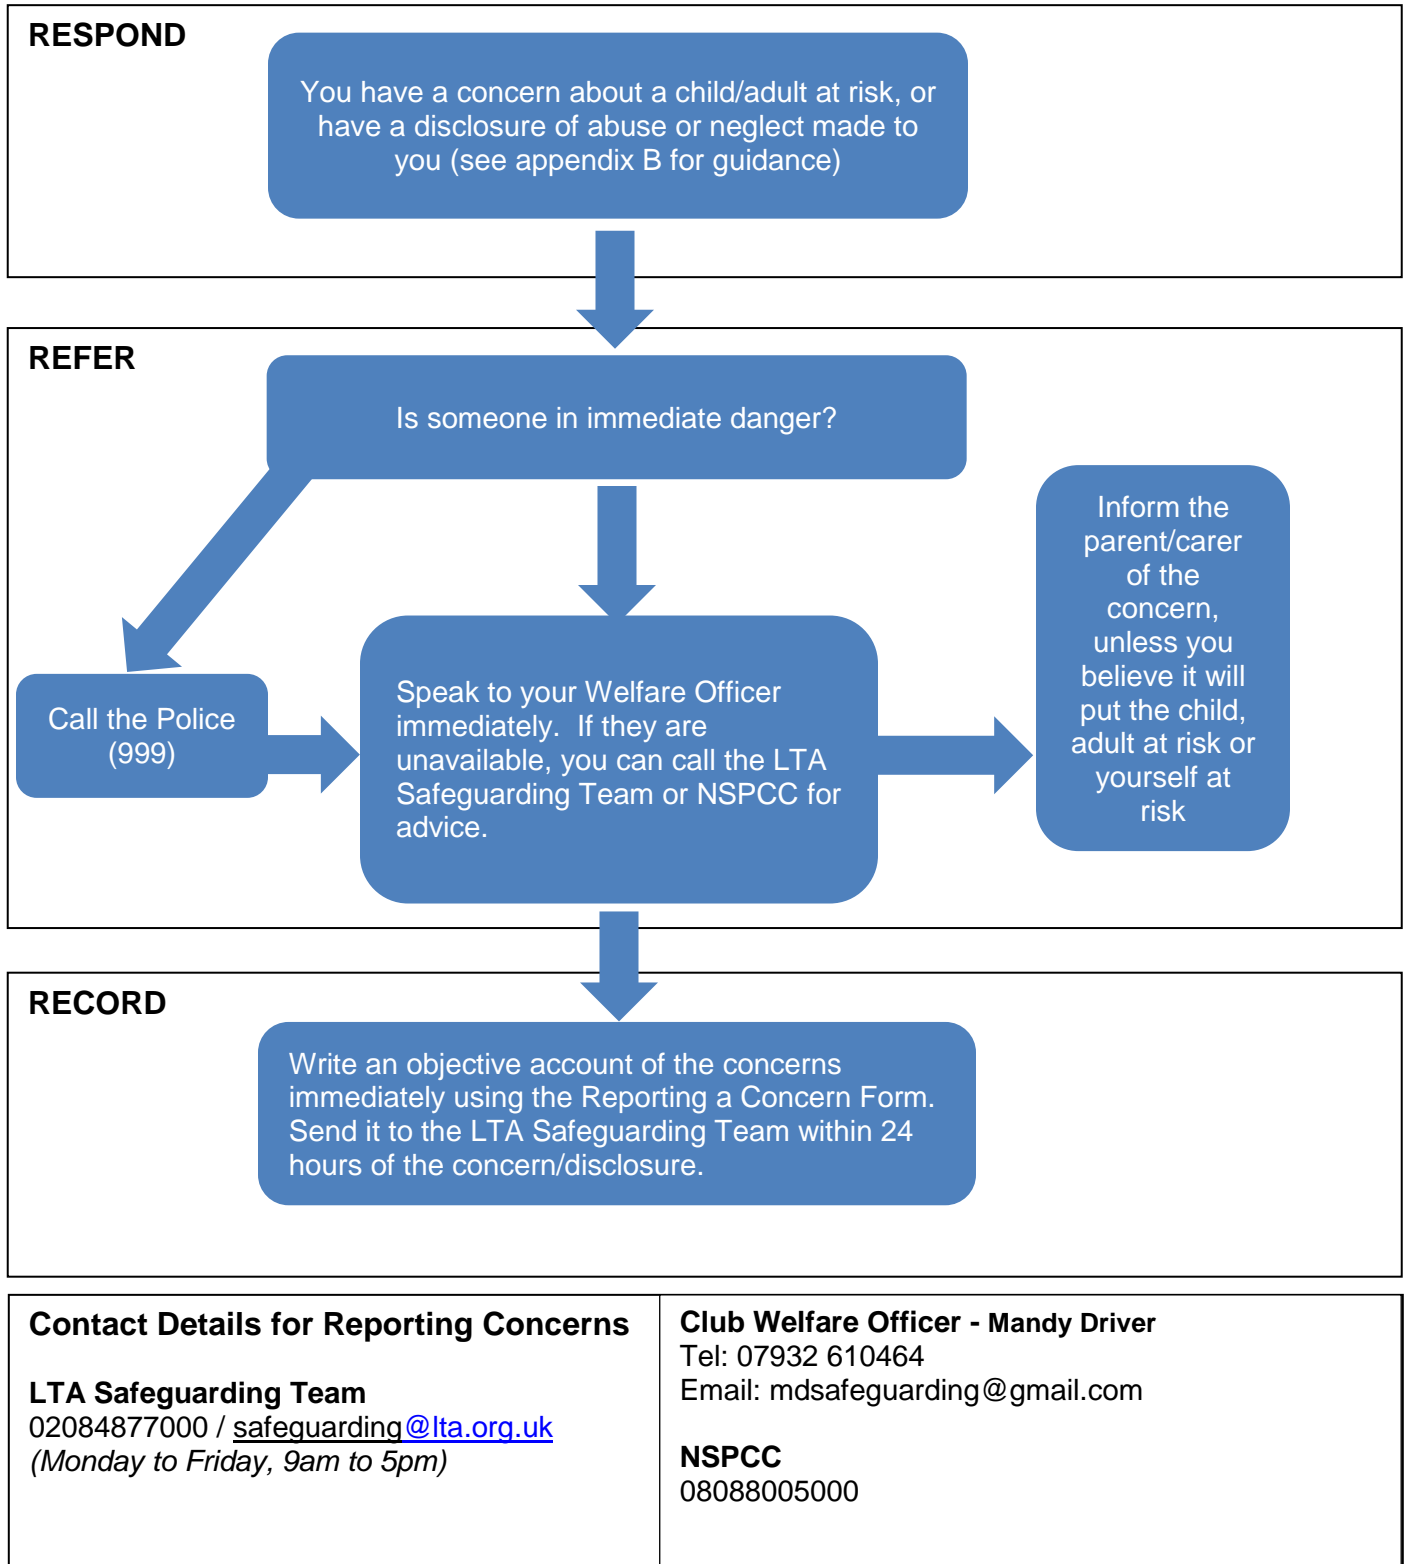 RESPOND
You have a concern about a child/adult at risk, or
have a disclosure of abuse or neglect made to
you (see appendix B for guidance)
REFER
Is someone in immediate danger?
Call the Police
(999)
Speak to your Welfare Officer
immediately.  If they are
unavailable, you can call the LTA
Safeguarding Team or NSPCC for
advice.
Inform the
parent/carer
of the
concern,
unless you
believe it will
put the child,
adult at risk or
yourself at
risk
RECORD
Write an objective account of the concerns
immediately using the Reporting a Concern Form.
Send it to the LTA Safeguarding Team within 24
hours of the concern/disclosure.
Contact Details for Reporting Concerns
LTA Safeguarding Team
02084877000 / safeguarding@lta.org.uk
(Monday to Friday, 9am to 5pm)
Club Welfare Officer - Mandy Driver
Tel: 07932 610464
Email: mdsafeguarding@gmail.com
NSPCC
08088005000